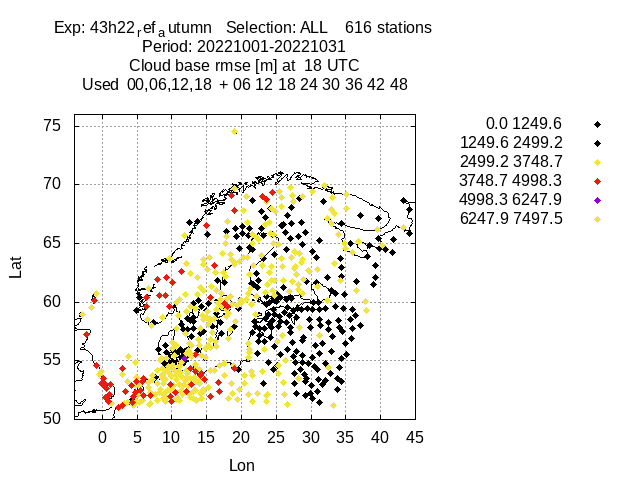 Exp: 43h22ref autumn Selection: ALL 616 stations
Period: 20221001-20221031
Cloud base rmse [m] at 18 UTC
Used 00,06,12,18 + 06 12 18 24 30 36 42 48
0.0 1249.6
1249.6 2499.2
2499.2 3748.7
3748.7 4998.3
4998.3 6247.9
6247.9 7497.5
75
70
65
60
55
50
Lat
0 5 10 15 20 25 30 35 40 45
Lon